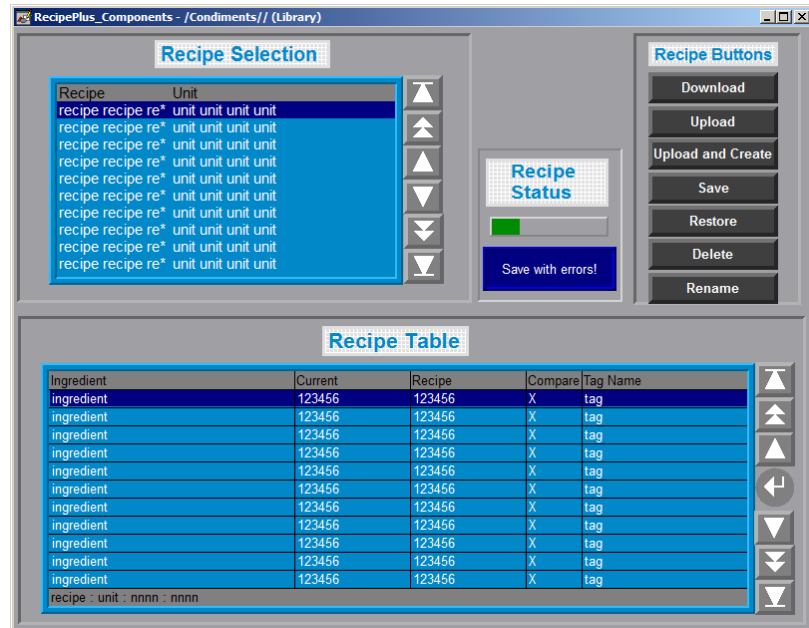 RecipePlus_Components - /Condiments// (Library)
Recipe Selection
Recipe Unit
recipe recipe re* unit unit unit unit
recipe recipe re* unit unit unit unit
recipe recipe re* unit unit unit unit
recipe recipe re* unit unit unit unit
recipe recipe re* unit unit unit unit
recipe recipe re* unit unit unit unit
recipe recipe re* unit unit unit unit
recipe recipe re* unit unit unit unit
recipe recipe re* unit unit unit unit
recipe recipe re* unit unit unit unit
Recipe
Status
Save with errors!
Recipe Buttons
Download
Upload
Upload and Create
Save
Restore
Delete
Rename
Recipe Table
Ingredient Current Recipe Compare Tag Name
ingredient 123456 123456 X tag
ingredient 123456 123456 X tag
ingredient 123456 123456 X tag
ingredient 123456 123456 X tag
ingredient 123456 123456 X tag
ingredient 123456 123456 X tag
ingredient 123456 123456 X tag
ingredient 123456 123456 X tag
ingredient 123456 123456 X tag
ingredient 123456 123456 X tag
ingredient 123456 123456 X tag
recipe : unit : nnnn : nnnn